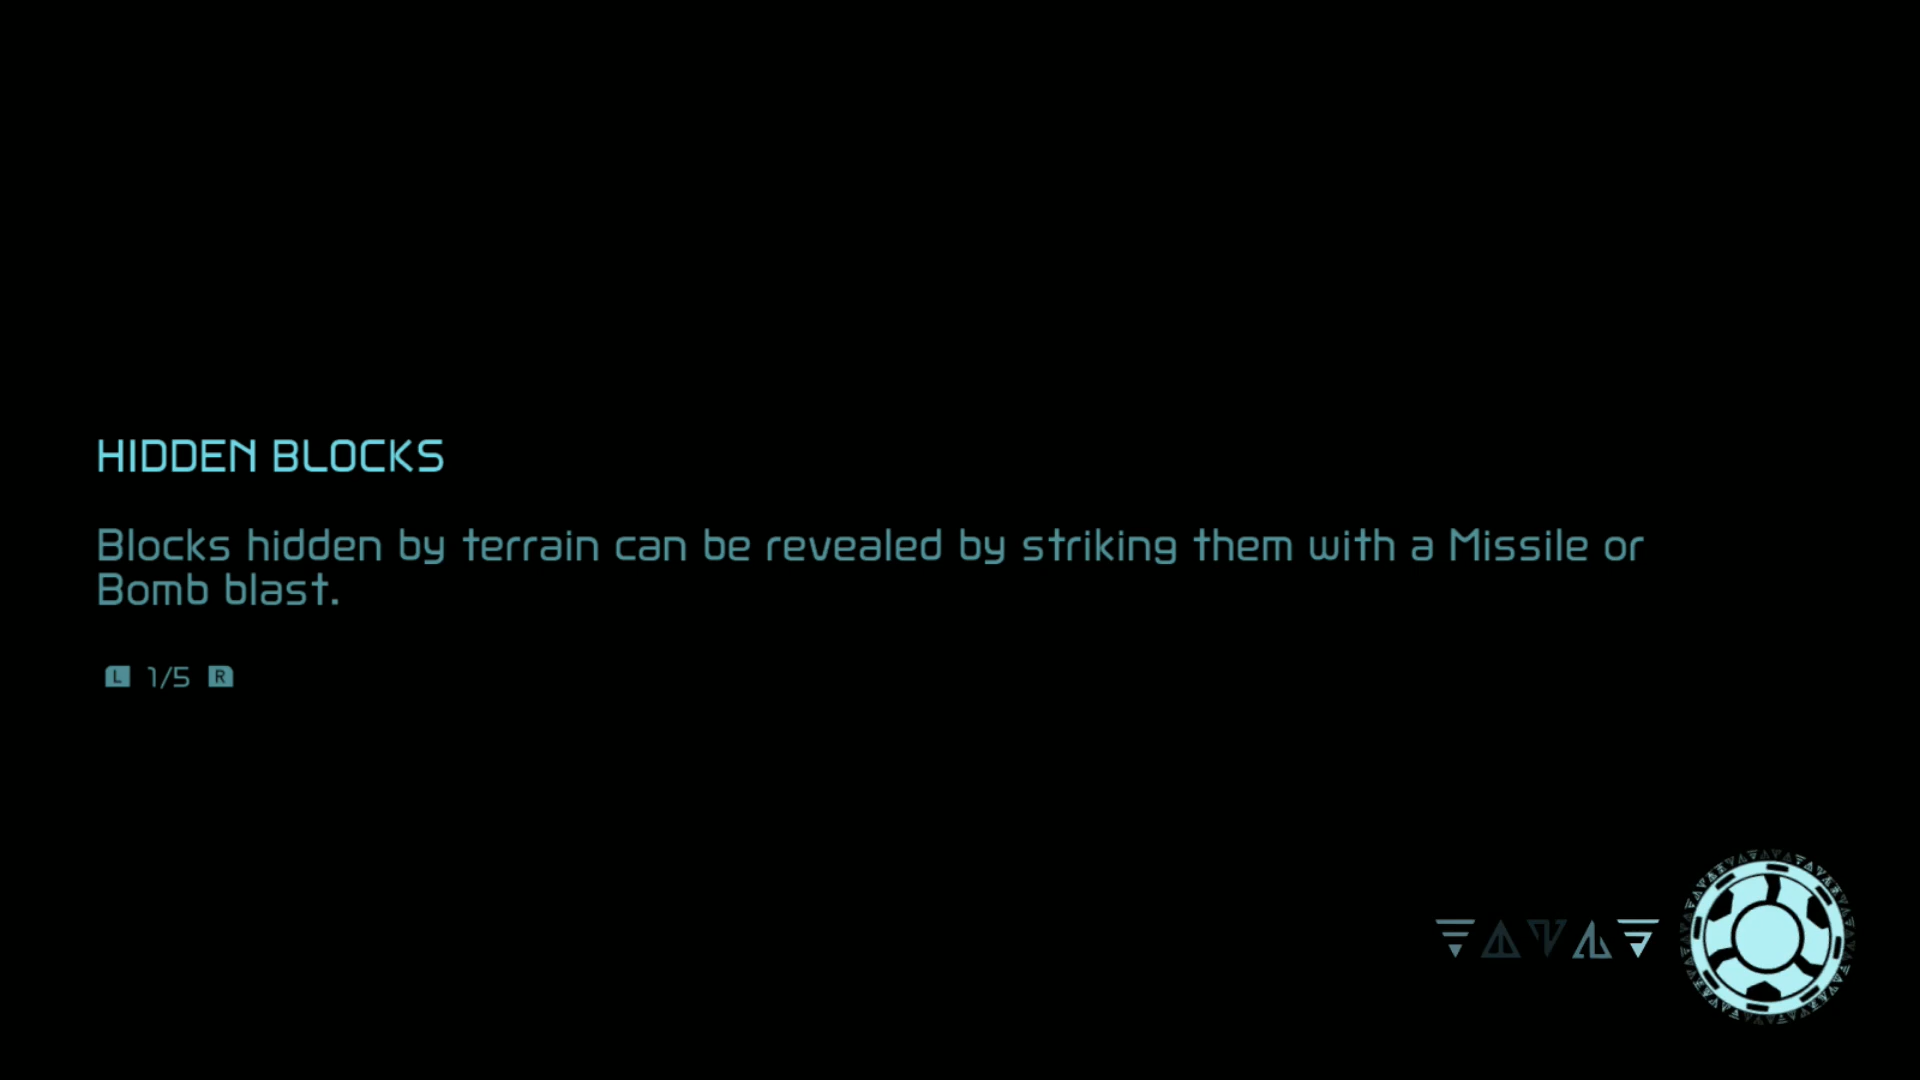 HIDDEN BLOCKS
Blocks hidden by terrain can be revealed by striking them with a Missile or
Bomb blast.
L 1/5 R